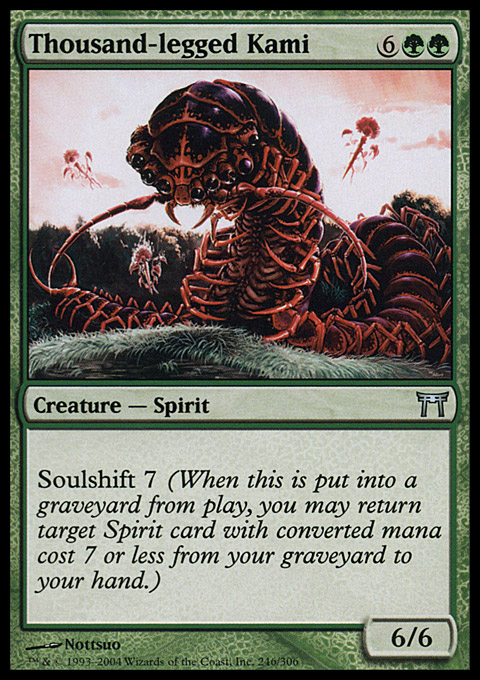 Thousand-legged Kami 6
Creature — Spirit
Soulshift 7 (When this is put into a
graveyard from play, you may return
target Spirit card with converted mana
cost 7 or less from your graveyard to
your hand.)
Nottsuo
6/6
™ & © 1993–2004 Wizards of the Coast, Inc. 246/306